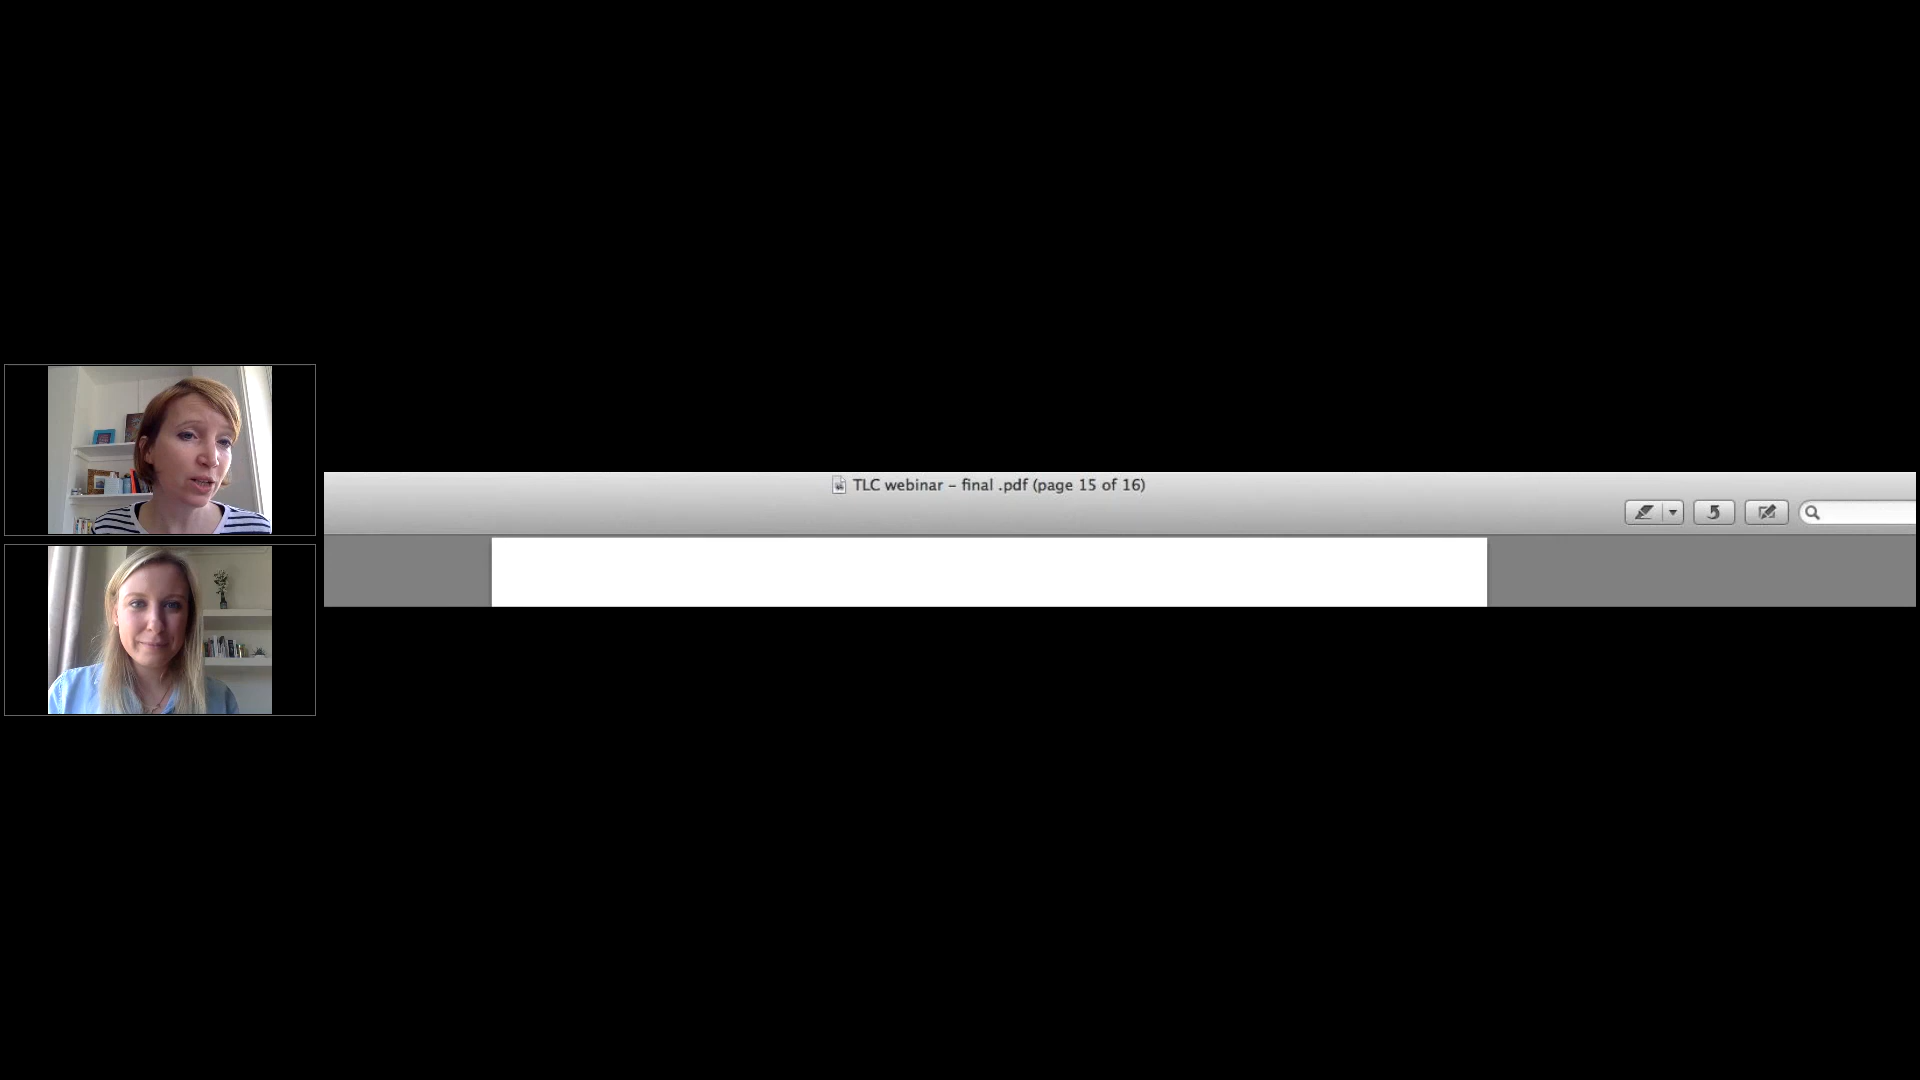 TLC webinar – final .pdf (page 15 of 16)